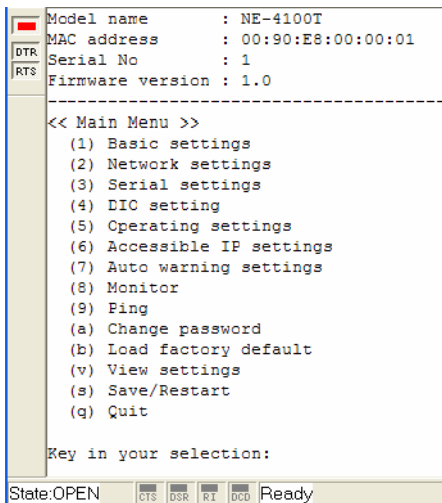 Model name : NE-4100T
MAC address : 00:90:E8:00:00:01
Serial No : 1
Firmware version : 1.0
----------------------------------------
<< Main Menu >>
(1) Basic settings
(2) Network settings
(3) Serial settings
(4) DIO setting
(5) Operating settings
(6) Accessible IP settings
(7) Auto warning settings
(8) Monitor
(9) Ping
(a) Change password
(b) Load factory default
(v) View settings
(s) Save/Restart
(q) Quit
Key in your selection:
DTR
RTS
State:OPEN CTS DSR RI DCD Ready